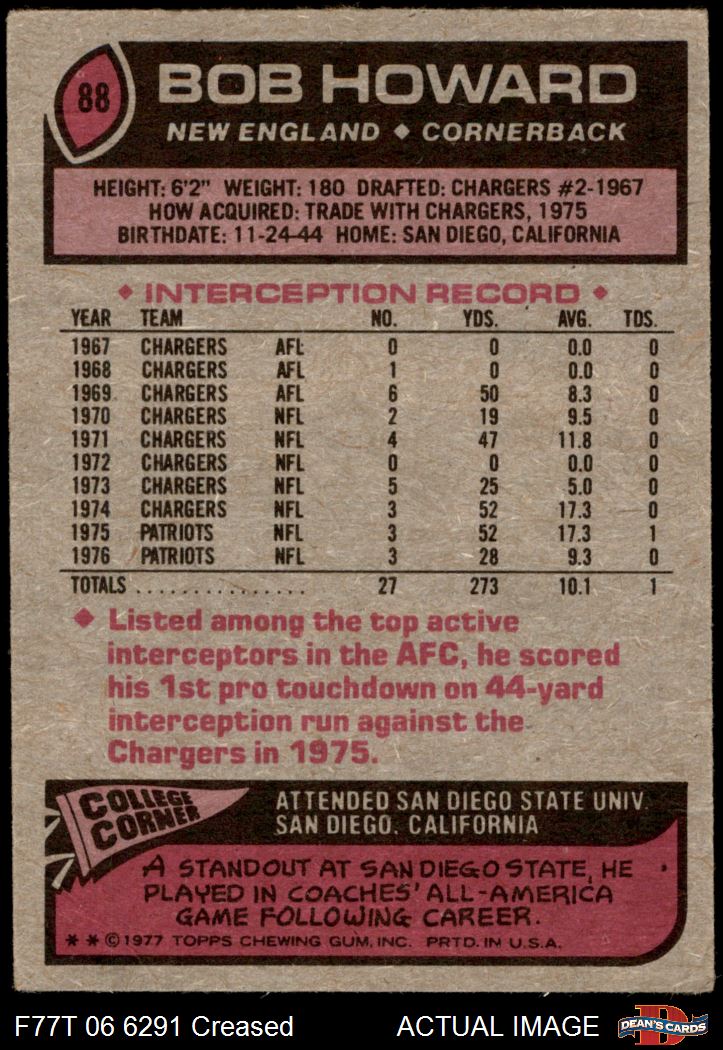 88
BOB HOWARD
NEW ENGLAND ◆ CORNERBACK
HEIGHT: 6'2" WEIGHT: 180 DRAFTED: CHARGERS #2-1967
HOW ACQUIRED: TRADE WITH CHARGERS, 1975
BIRTHDATE: 11-24-44 HOME: SAN DIEGO, CALIFORNIA
◆ INTERCEPTION RECORD ◆
YEAR TEAM NO. YDS. AVG. TDS.
1967 CHARGERS AFL 0 0 0.0 0
1968 CHARGERS AFL 1 0 0.0 0
1969 CHARGERS AFL 6 50 8.3 0
1970 CHARGERS NFL 2 19 9.5 0
1971 CHARGERS NFL 4 47 11.8 0
1972 CHARGERS NFL 0 0 0.0 0
1973 CHARGERS NFL 5 25 5.0 0
1974 CHARGERS NFL 3 52 17.3 0
1975 PATRIOTS NFL 3 52 17.3 1
1976 PATRIOTS NFL 3 28 9.3 0
TOTALS ................ 27 273 10.1 1
◆ Listed among the top active
interceptors in the AFC, he scored
his 1st pro touchdown on 44-yard
interception run against the
Chargers in 1975.
COLLEGE
CORNER
ATTENDED SAN DIEGO STATE UNIV.
SAN DIEGO, CALIFORNIA
A STANDOUT AT SAN DIEGO STATE, HE
PLAYED IN COACHES' ALL-AMERICA
GAME FOLLOWING CAREER.
* * © 1977 TOPPS CHEWING GUM, INC. PRTD. IN U.S.A.
F77T 06 6291 Creased
ACTUAL IMAGE
D
DEAN'S CARDS